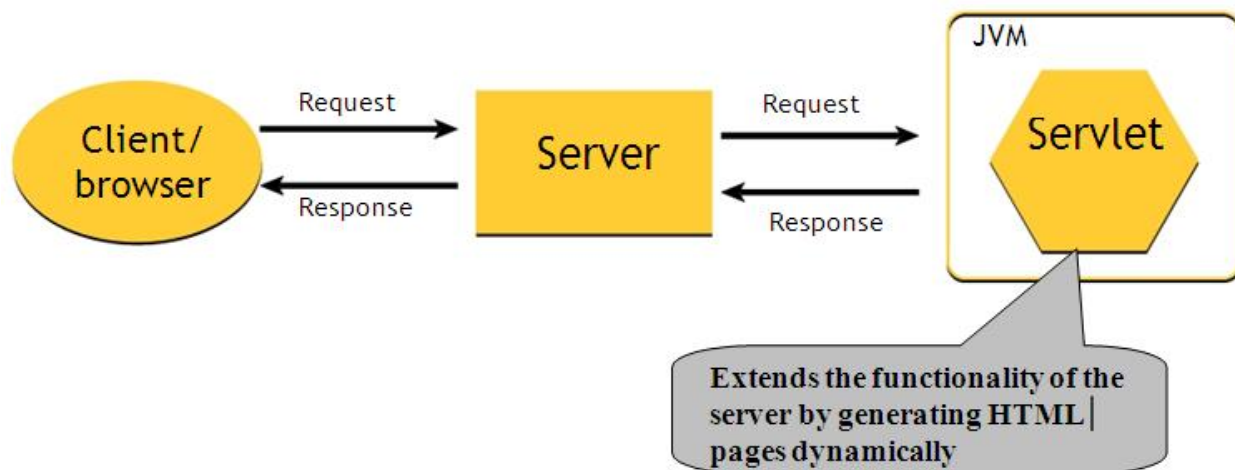 JVM
Client/
browser
Request
Response
Server
Request
Response
Servlet
Extends the functionality of the
server by generating HTML
pages dynamically